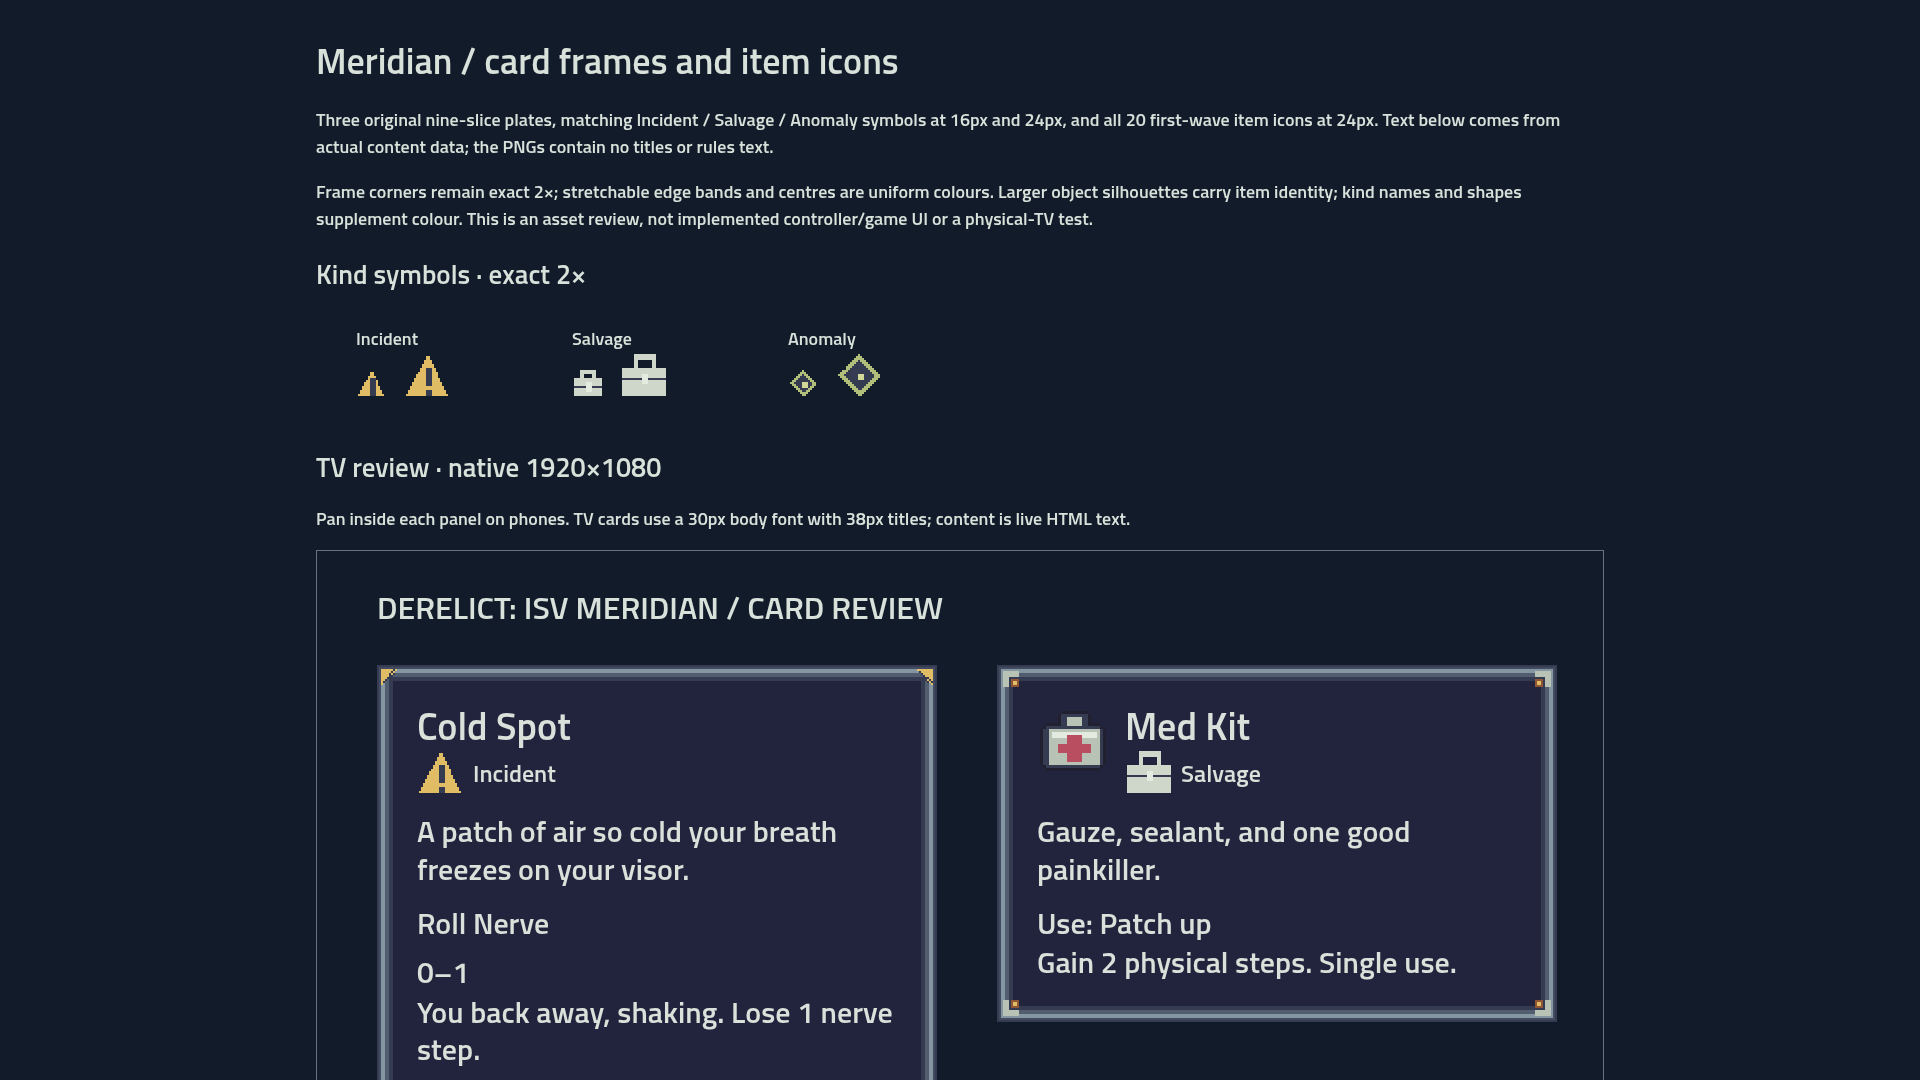 Meridian / card frames and item icons
Three original nine-slice plates, matching Incident / Salvage / Anomaly symbols at 16px and 24px, and all 20 first-wave item icons at 24px. Text below comes from
actual content data; the PNGs contain no titles or rules text.
Frame corners remain exact 2×; stretchable edge bands and centres are uniform colours. Larger object silhouettes carry item identity; kind names and shapes
supplement colour. This is an asset review, not implemented controller/game UI or a physical-TV test.
Kind symbols · exact 2×
Incident
Salvage
Anomaly
TV review · native 1920×1080
Pan inside each panel on phones. TV cards use a 30px body font with 38px titles; content is live HTML text.
DERELICT: ISV MERIDIAN / CARD REVIEW
Cold Spot
Incident
A patch of air so cold your breath
freezes on your visor.
Roll Nerve
0–1
You back away, shaking. Lose 1 nerve
step.
Med Kit
Salvage
Gauze, sealant, and one good
painkiller.
Use: Patch up
Gain 2 physical steps. Single use.